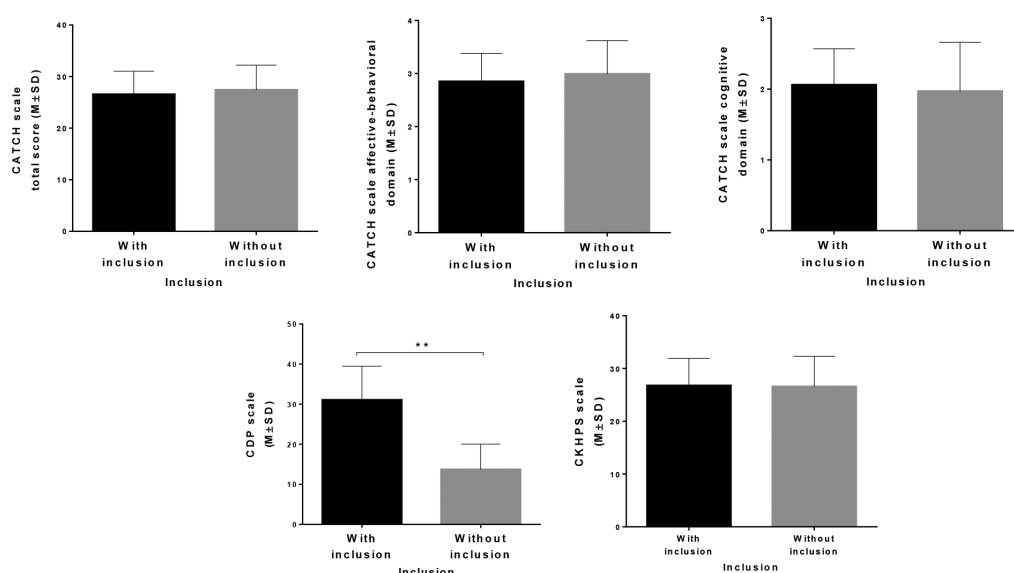 CATCH scale
total score (M±SD)
40
30
20
10
0
With
inclusion
Without
inclusion
Inclusion
CATCH scale affective-behavioral
domain (M±SD)
4
3
2
1
0
With
inclusion
Without
inclusion
Inclusion
CATCH scale cognitive
domain (M±SD)
3
2
1
0
With
inclusion
Without
inclusion
Inclusion
CDP scale
(M±SD)
50
40
30
20
10
0
**
With
inclusion
Without
inclusion
Inclusion
CKHPS scale
(M±SD)
40
30
20
10
0
With
inclusion
Without
inclusion
Inclusion